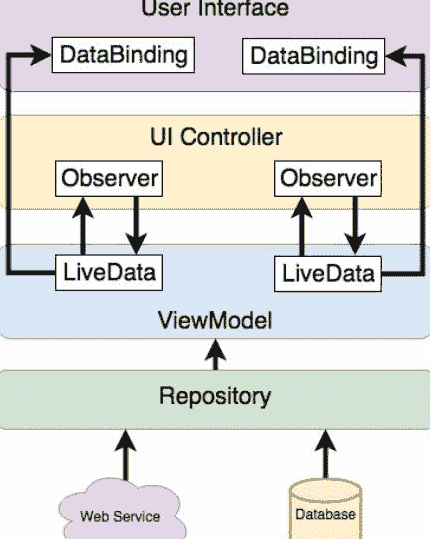 User Interface
DataBinding
DataBinding
UI Controller
Observer
Observer
LiveData
LiveData
ViewModel
Repository
Web Service
Database